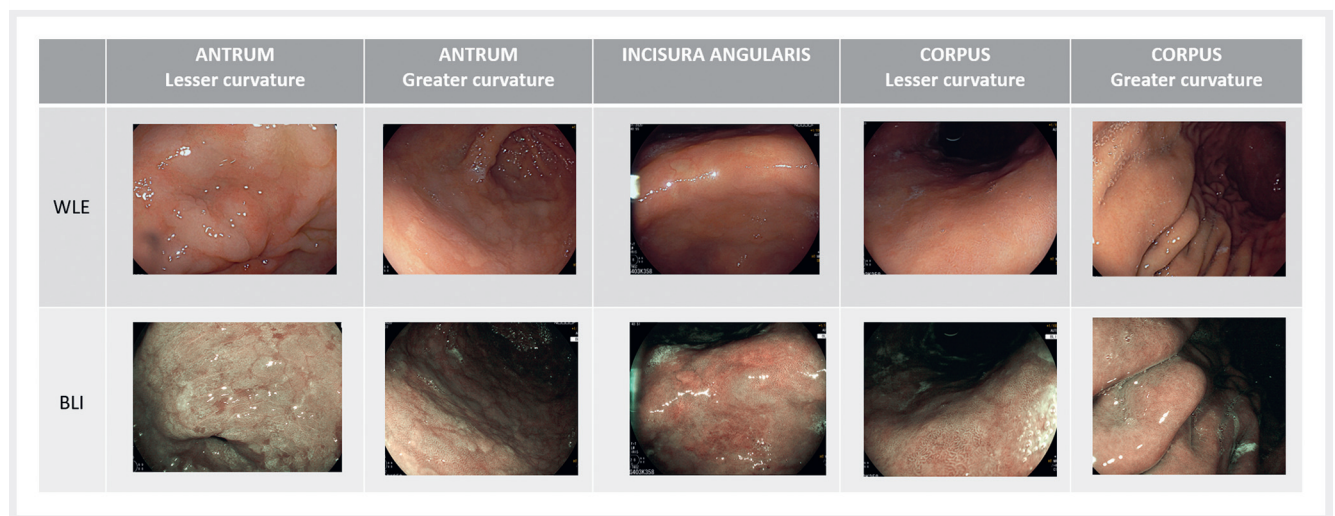 ANTRUM
Lesser curvature
ANTRUM
Greater curvature
INCISURA ANGULARIS
CORPUS
Lesser curvature
CORPUS
Greater curvature
WLE
BLI